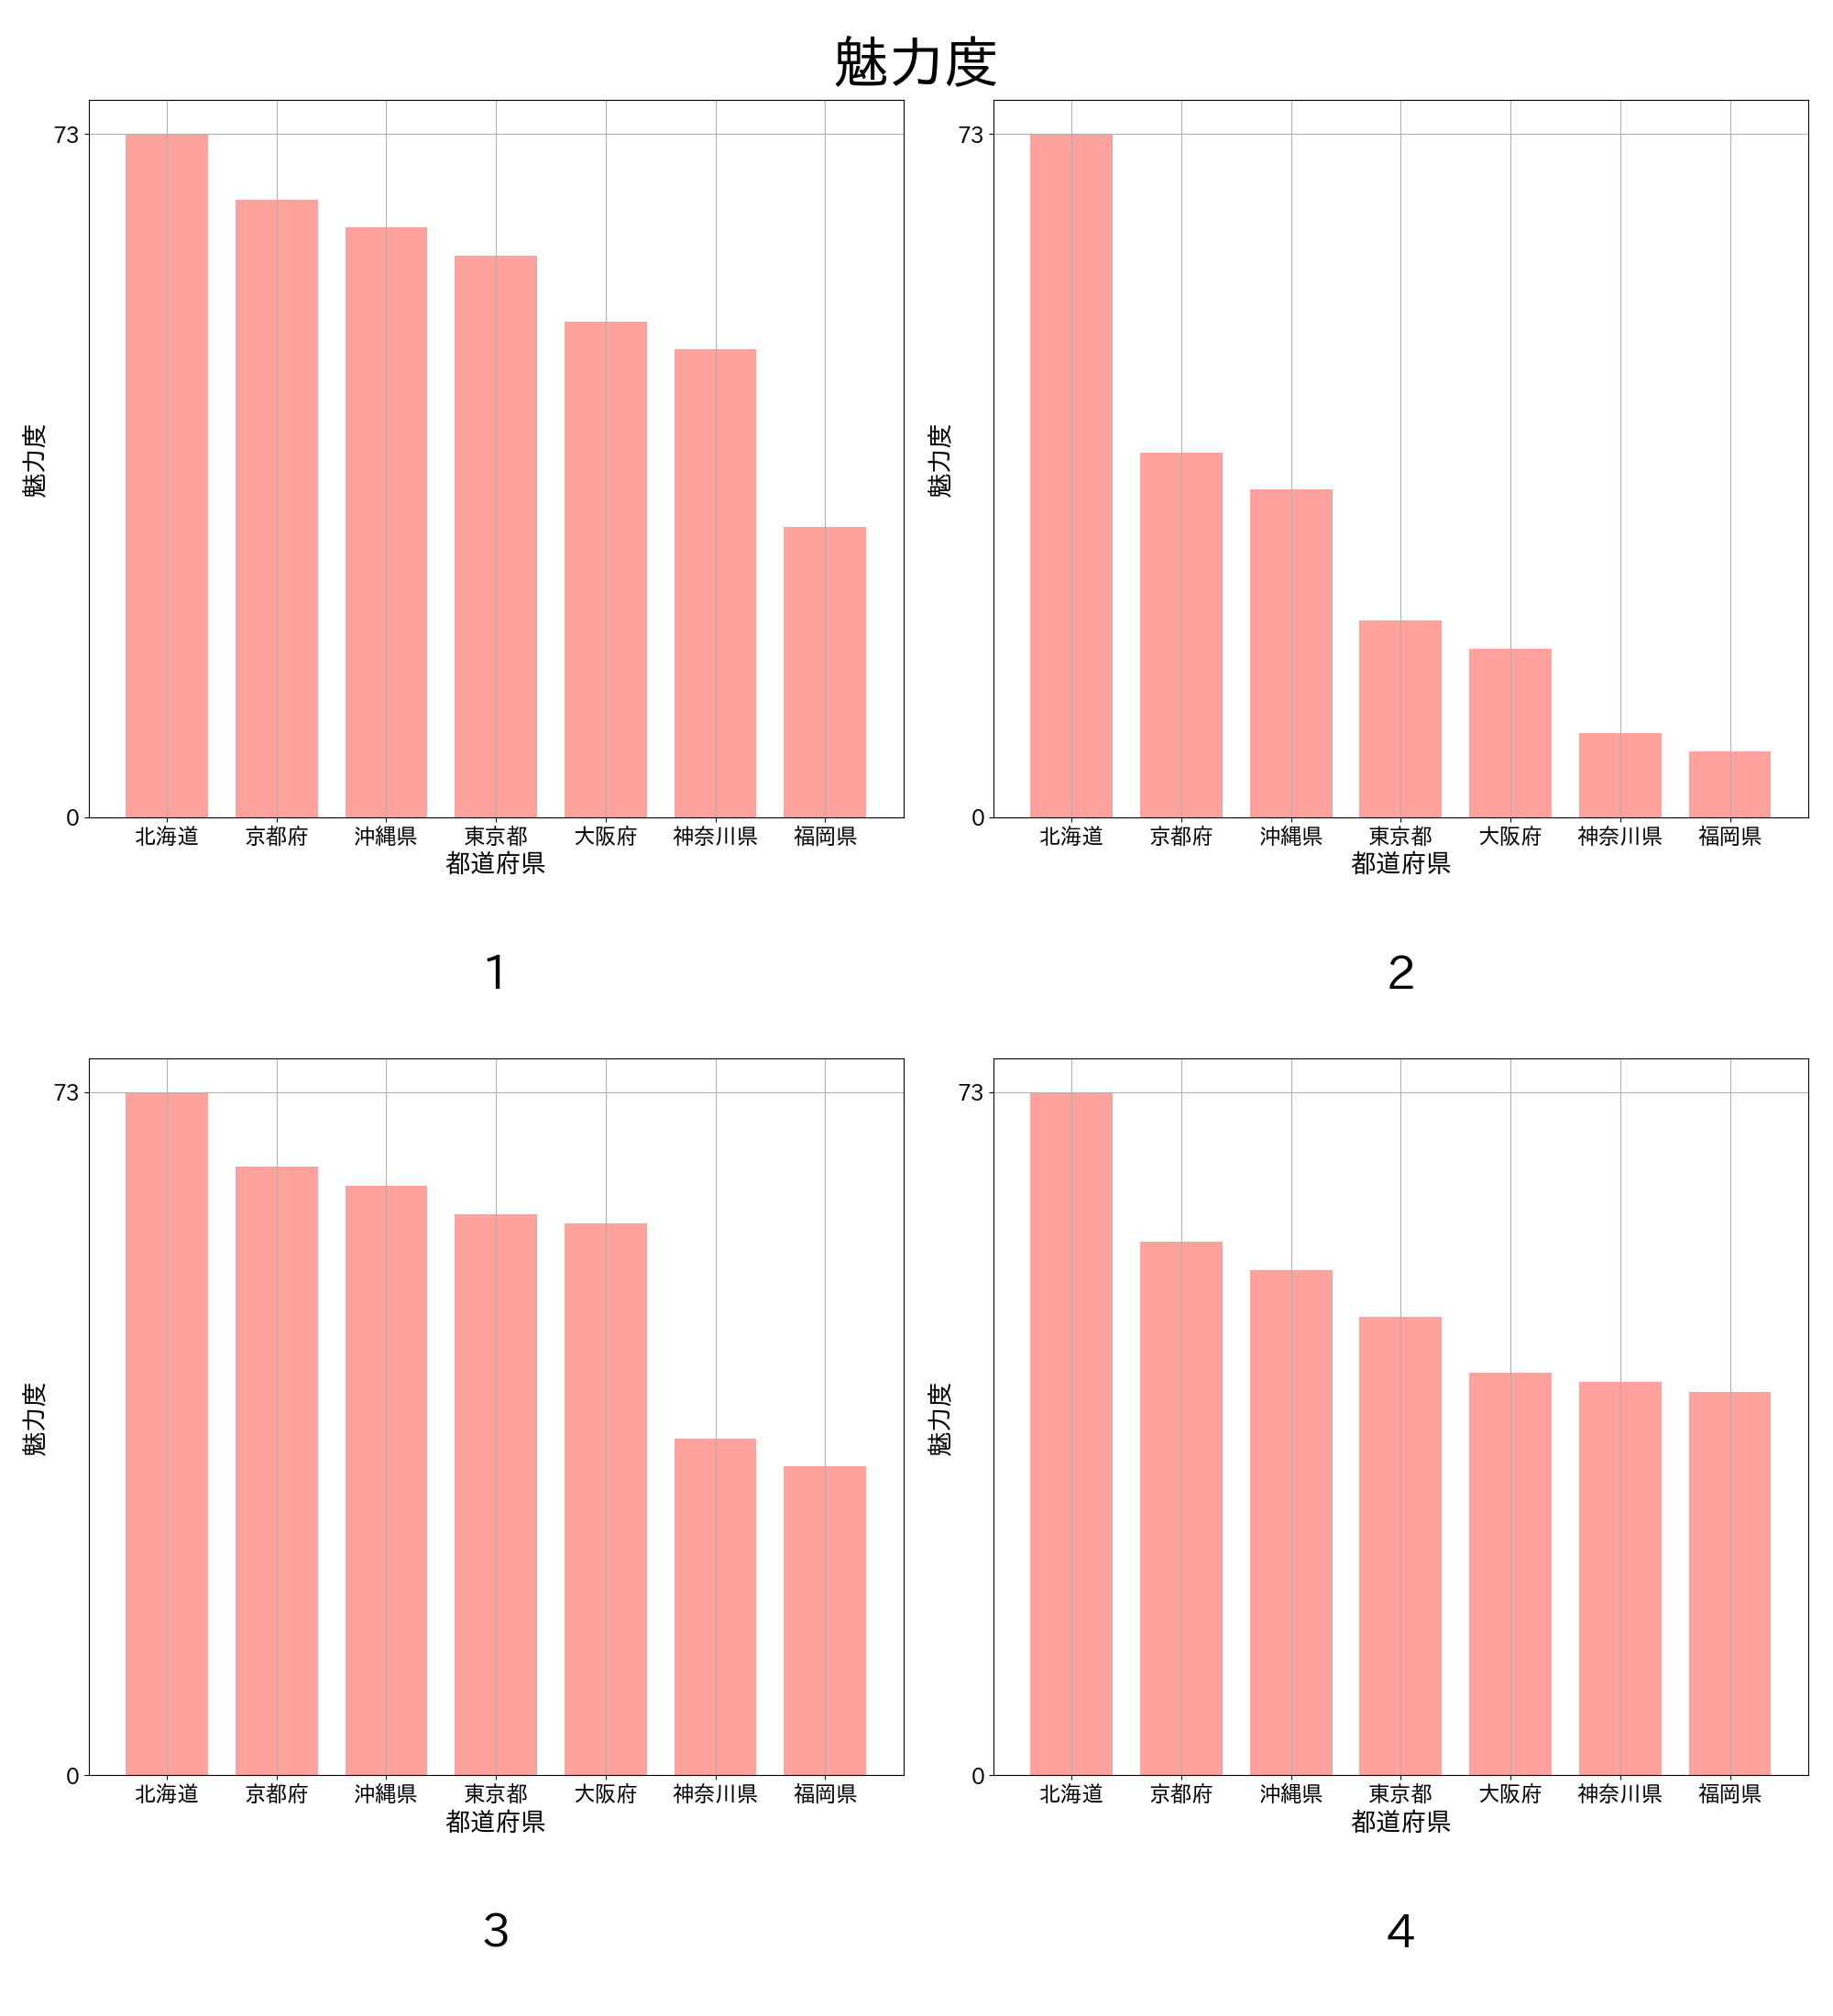 魅力度
73
0
魅力度
北海道 京都府 沖縄県 東京都 大阪府 神奈川県 福岡県
都道府県
1
73
0
魅力度
北海道 京都府 沖縄県 東京都 大阪府 神奈川県 福岡県
都道府県
2
73
0
魅力度
北海道 京都府 沖縄県 東京都 大阪府 神奈川県 福岡県
都道府県
3
73
0
魅力度
北海道 京都府 沖縄県 東京都 大阪府 神奈川県 福岡県
都道府県
4